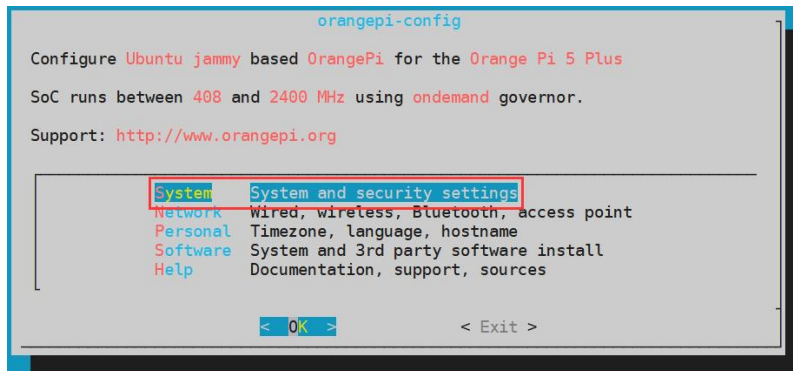 orangepi-config
Configure Ubuntu jammy based OrangePi for the Orange Pi 5 Plus
SoC runs between 408 and 2400 MHz using ondemand governor.
Support: http://www.orangepi.org
System System and security settings
Network Wired, wireless, Bluetooth, access point
Personal Timezone, language, hostname
Software System and 3rd party software install
Help Documentation, support, sources
< OK > < Exit >